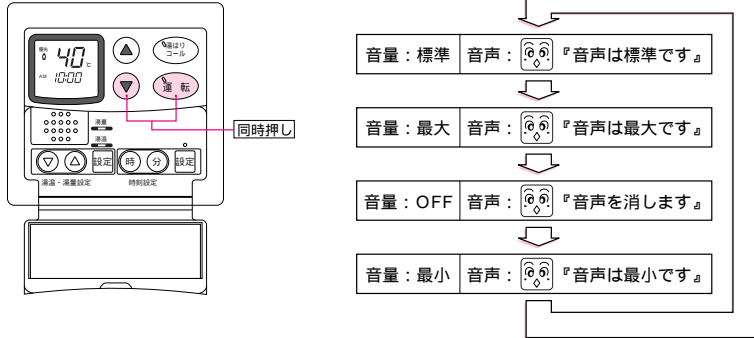 優先
40℃
AM 10:00
湯はり
コール
運転
同時押し
湯量
湯温
設定
時
分
設定
湯温・湯量設定
時刻設定
音量：標準 音声： 『音声は標準です』
音量：最大 音声： 『音声は最大です』
音量：OFF 音声： 『音声を消します』
音量：最小 音声： 『音声は最小です』